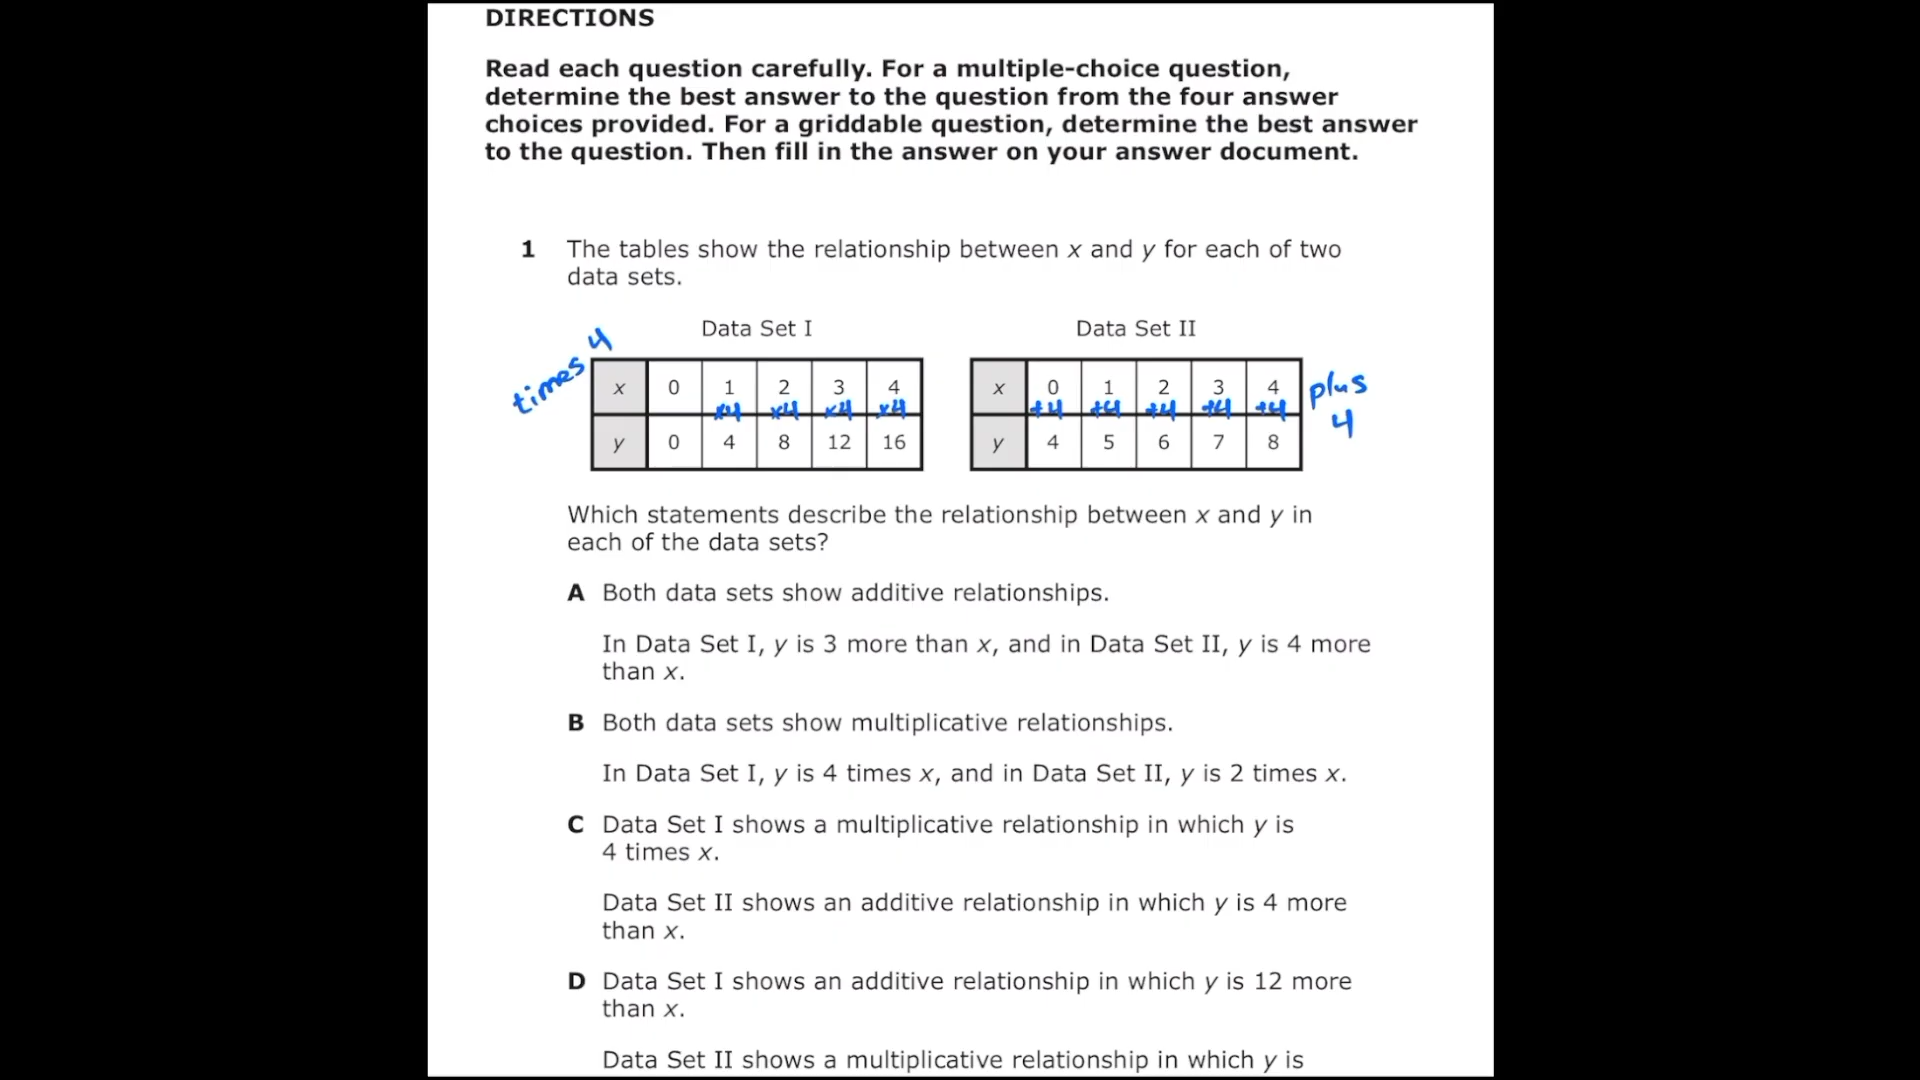 DIRECTIONS
Read each question carefully. For a multiple-choice question,
determine the best answer to the question from the four answer
choices provided. For a griddable question, determine the best answer
to the question. Then fill in the answer on your answer document.
1 The tables show the relationship between x and y for each of two
data sets.
Data Set I
times 4
x 0 1 2 3 4
x4 x4 x4 x4
y 0 4 8 12 16
Data Set II
x 0 1 2 3 4
+4 +4 +4 +4 +4
y 4 5 6 7 8
plus
4
Which statements describe the relationship between x and y in
each of the data sets?
A Both data sets show additive relationships.
In Data Set I, y is 3 more than x, and in Data Set II, y is 4 more
than x.
B Both data sets show multiplicative relationships.
In Data Set I, y is 4 times x, and in Data Set II, y is 2 times x.
C Data Set I shows a multiplicative relationship in which y is
4 times x.
Data Set II shows an additive relationship in which y is 4 more
than x.
D Data Set I shows an additive relationship in which y is 12 more
than x.
Data Set II shows a multiplicative relationship in which y is